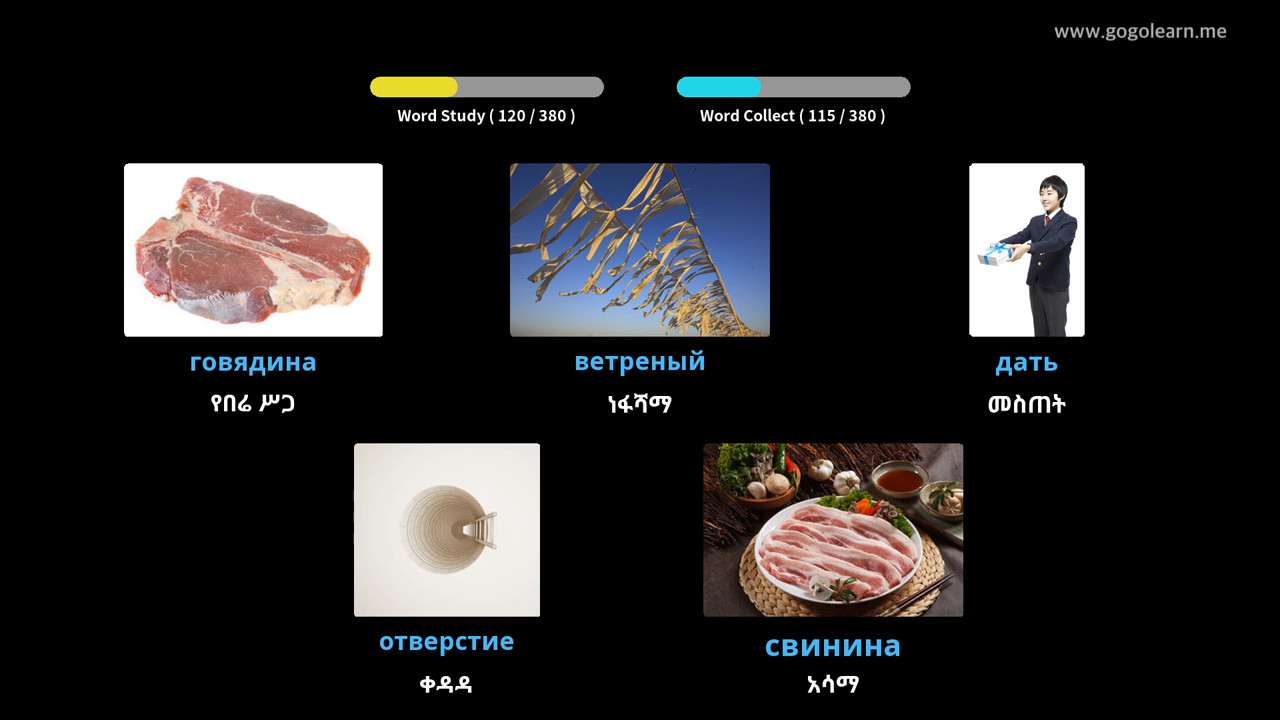 www.gogolearn.me
Word Study ( 120 / 380 )
Word Collect ( 115 / 380 )
говядина
ветреный
дать
የበሬ ሥጋ
ነፋሻማ
መስጠት
отверстие
свинина
ቀዳዳ
አሳማ